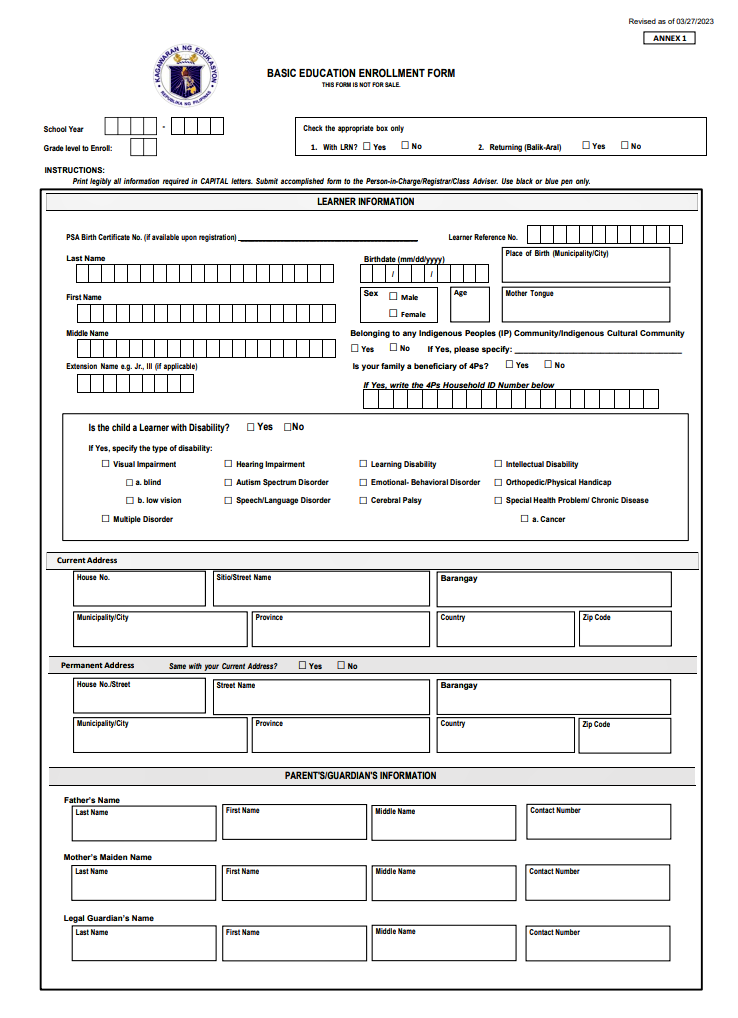 Revised as of 03/27/2023
ANNEX 1
KAGAWARAN NG EDUKASYON
REPUBLIKA NG PILIPINAS
BASIC EDUCATION ENROLLMENT FORM
THIS FORM IS NOT FOR SALE.
School Year -
Grade level to Enroll:
Check the appropriate box only
1. With LRN? ☐ Yes ☐ No 2. Returning (Balik-Aral) ☐ Yes ☐ No
INSTRUCTIONS:
Print legibly all information required in CAPITAL letters. Submit accomplished form to the Person-in-Charge/Registrar/Class Adviser. Use black or blue pen only.
LEARNER INFORMATION
PSA Birth Certificate No. (if available upon registration) Learner Reference No.
Last Name Birthdate (mm/dd/yyyy) Place of Birth (Municipality/City)
/ /
First Name Sex ☐ Male Age Mother Tongue
☐ Female
Middle Name Belonging to any Indigenous Peoples (IP) Community/Indigenous Cultural Community
☐ Yes ☐ No If Yes, please specify:
Extension Name e.g. Jr., III (if applicable) Is your family a beneficiary of 4Ps? ☐ Yes ☐ No
If Yes, write the 4Ps Household ID Number below
Is the child a Learner with Disability? ☐ Yes ☐No
If Yes, specify the type of disability:
☐ Visual Impairment ☐ Hearing Impairment ☐ Learning Disability ☐ Intellectual Disability
☐ a. blind ☐ Autism Spectrum Disorder ☐ Emotional- Behavioral Disorder ☐ Orthopedic/Physical Handicap
☐ b. low vision ☐ Speech/Language Disorder ☐ Cerebral Palsy ☐ Special Health Problem/ Chronic Disease
☐ Multiple Disorder ☐ a. Cancer
Current Address
House No. Sitio/Street Name Barangay
Municipality/City Province Country Zip Code
Permanent Address Same with your Current Address? ☐ Yes ☐ No
House No./Street Street Name Barangay
Municipality/City Province Country Zip Code
PARENT'S/GUARDIAN'S INFORMATION
Father's Name
Last Name First Name Middle Name Contact Number
Mother's Maiden Name
Last Name First Name Middle Name Contact Number
Legal Guardian's Name
Last Name First Name Middle Name Contact Number